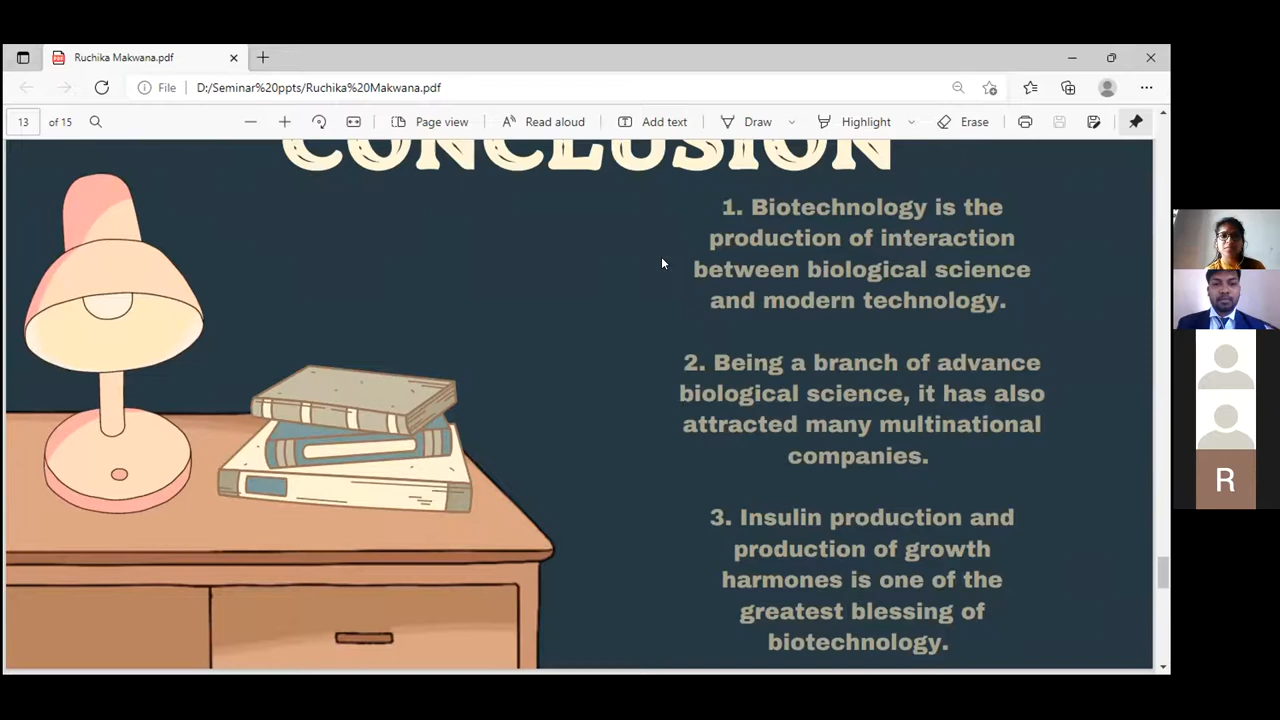 Ruchika Makwana.pdf
File
D:/Seminar%20ppts/Ruchika%20Makwana.pdf
13 of 15
Page view
Read aloud
Add text
Draw
Highlight
Erase
CONCLUSION
1. Biotechnology is the
production of interaction
between biological science
and modern technology.
2. Being a branch of advance
biological science, it has also
attracted many multinational
companies.
3. Insulin production and
production of growth
harmones is one of the
greatest blessing of
biotechnology.
R